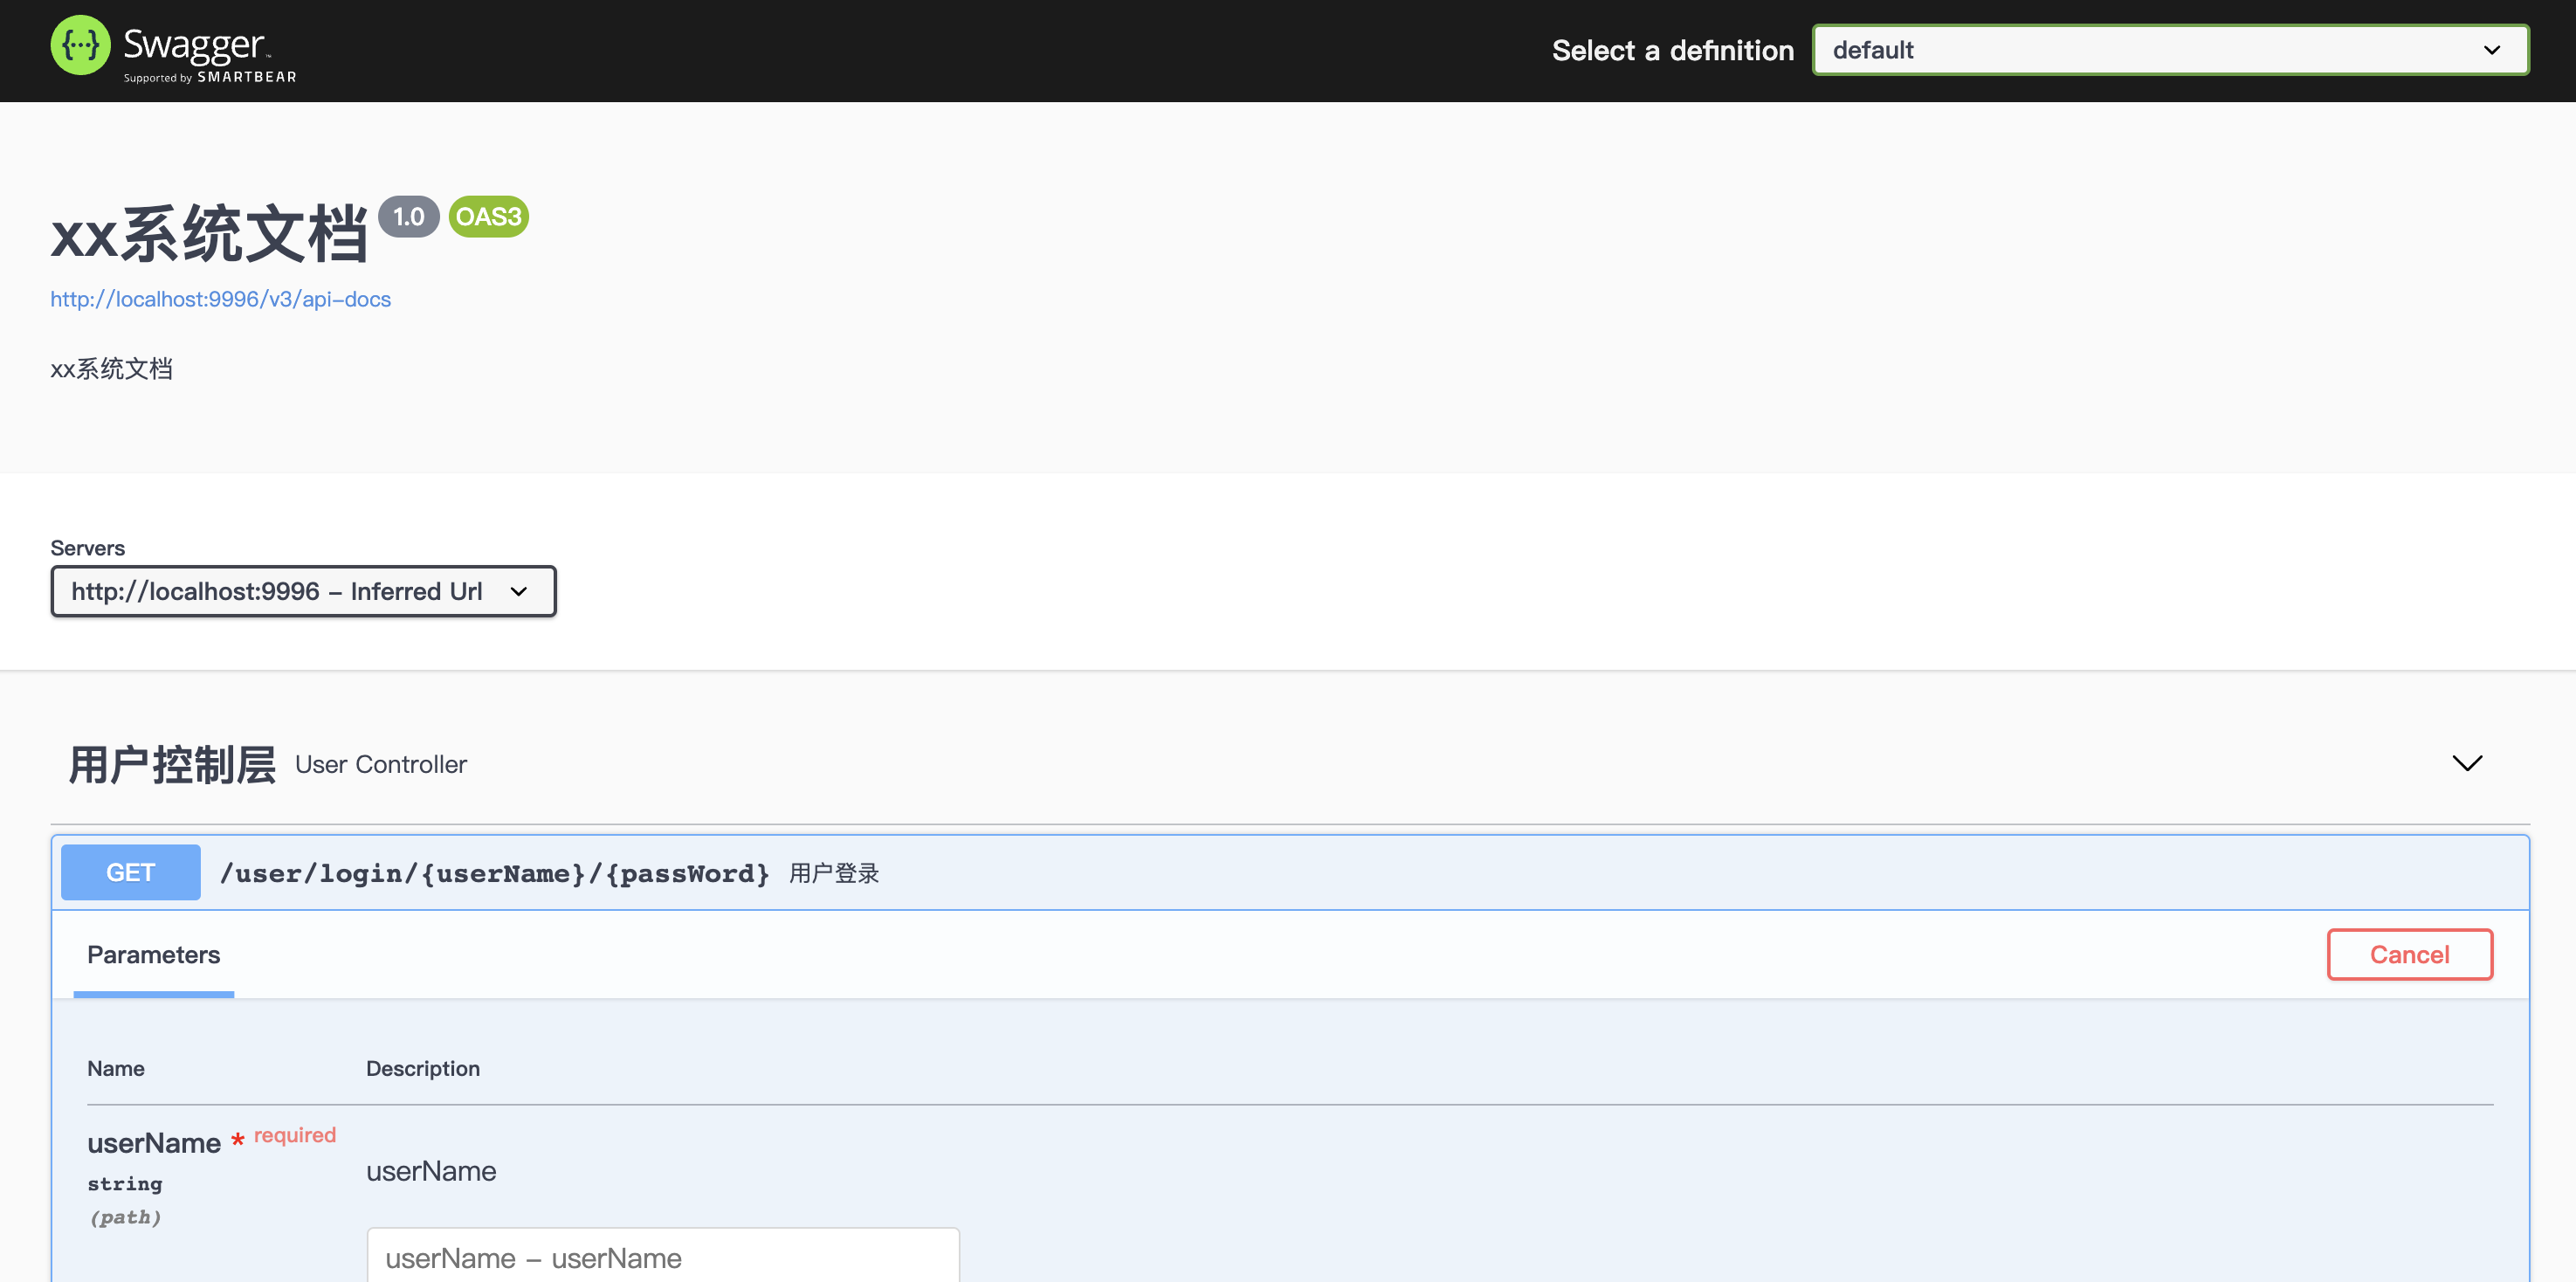 Swagger™
Supported by SMARTBEAR
Select a definition
default
xx系统文档 1.0 OAS3
http://localhost:9996/v3/api-docs
xx系统文档
Servers
http://localhost:9996 - Inferred Url
用户控制层 User Controller
GET /user/login/{userName}/{passWord} 用户登录
Parameters
Cancel
Name Description
userName * required
string
(path)
userName
userName - userName